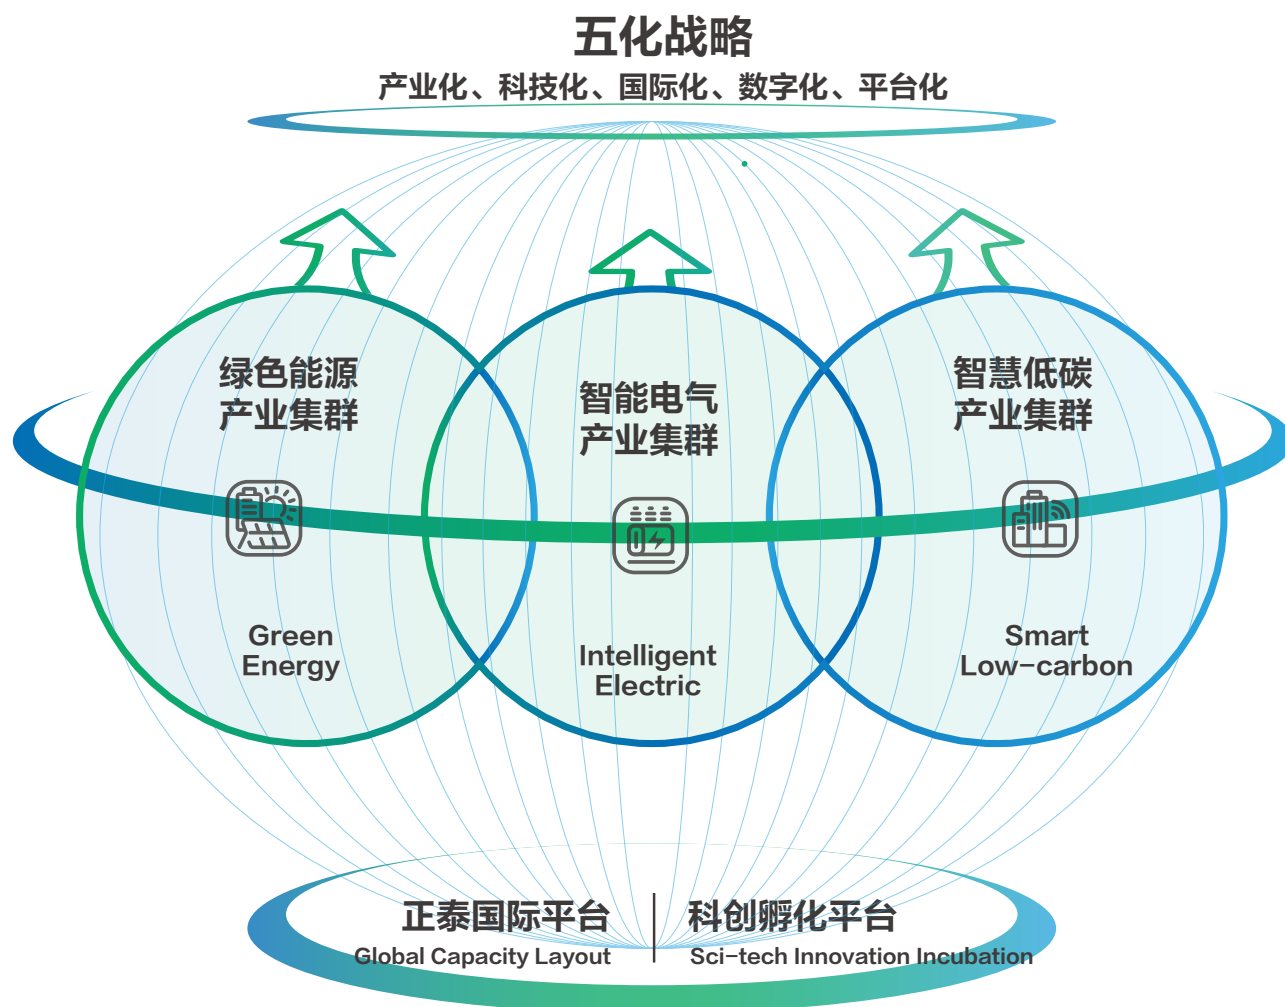 五化战略
产业化、科技化、国际化、数字化、平台化
绿色能源
产业集群
智能电气
产业集群
智慧低碳
产业集群
Green
Energy
Intelligent
Electric
Smart
Low-carbon
正泰国际平台
Global Capacity Layout
科创孵化平台
Sci-tech Innovation Incubation